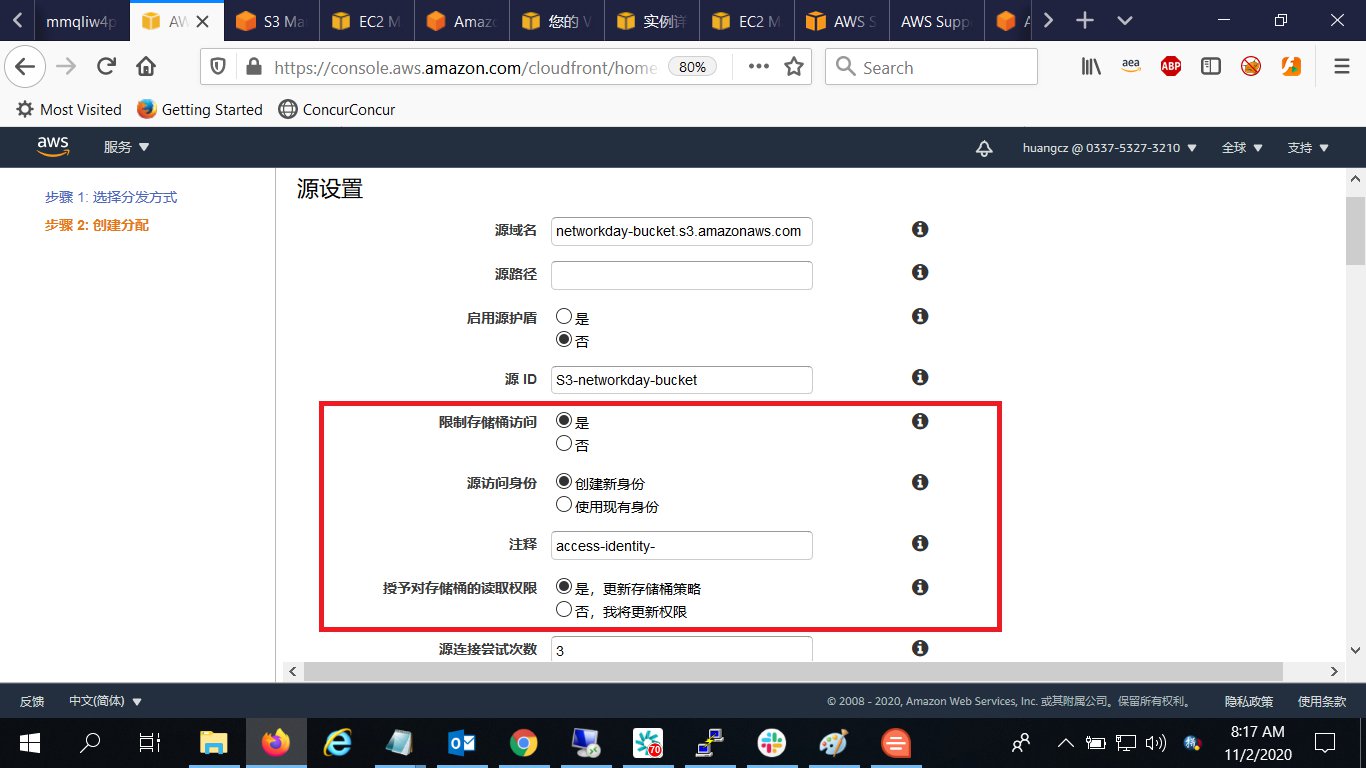 mmqliw4p
AW
S3 Ma
EC2 M
Amaz
您的 V
实例详
EC2 M
AWS S
AWS Supp
A
https://console.aws.amazon.com/cloudfront/home
80%
Search
aea
ABP
Most Visited
Getting Started
ConcurConcur
aws
服务
huangcz @ 0337-5327-3210
全球
支持
步骤 1: 选择分发方式
步骤 2: 创建分配
源设置
源域名 networkday-bucket.s3.amazonaws.com
源路径
启用源护盾 是
否
源 ID S3-networkday-bucket
限制存储桶访问 是
否
源访问身份 创建新身份
使用现有身份
注释 access-identity-
授予对存储桶的读取权限 是，更新存储桶策略
否，我将更新权限
源连接尝试次数 3
反馈
中文(简体)
© 2008 - 2020, Amazon Web Services, Inc. 或其附属公司。保留所有权利。
隐私政策
使用条款
70
8:17 AM
11/2/2020